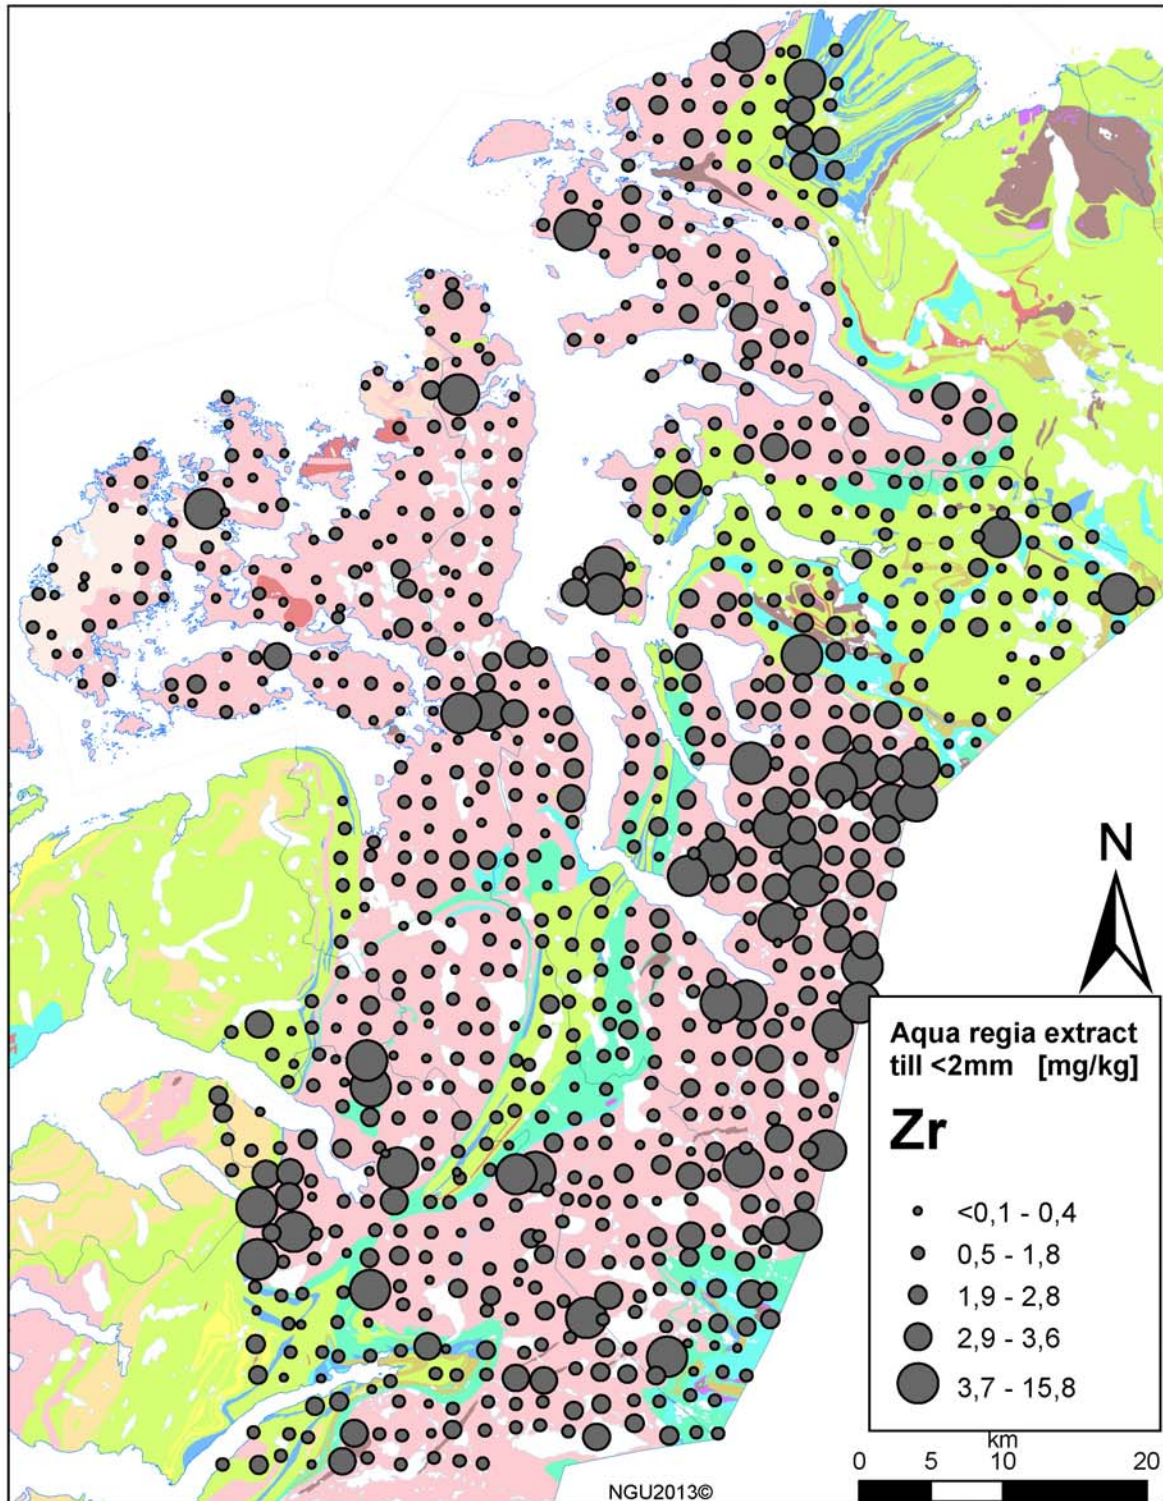 N
Aqua regia extract
till <2mm [mg/kg]
Zr
<0,1 - 0,4
0,5 - 1,8
1,9 - 2,8
2,9 - 3,6
3,7 - 15,8
km
0 5 10 20
NGU2013©